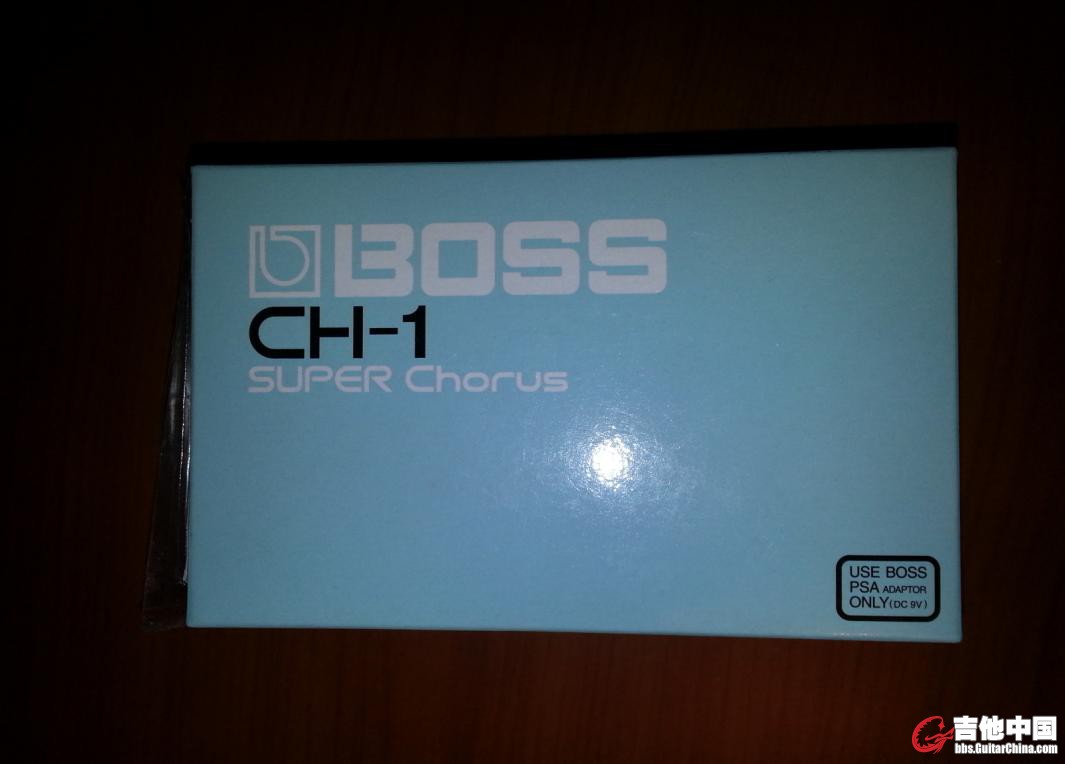 BOSS
CH-1
SUPER Chorus
USE BOSS
PSA ADAPTOR
ONLY (DC 9V)
吉他中国
bbs.GuitarChina.com